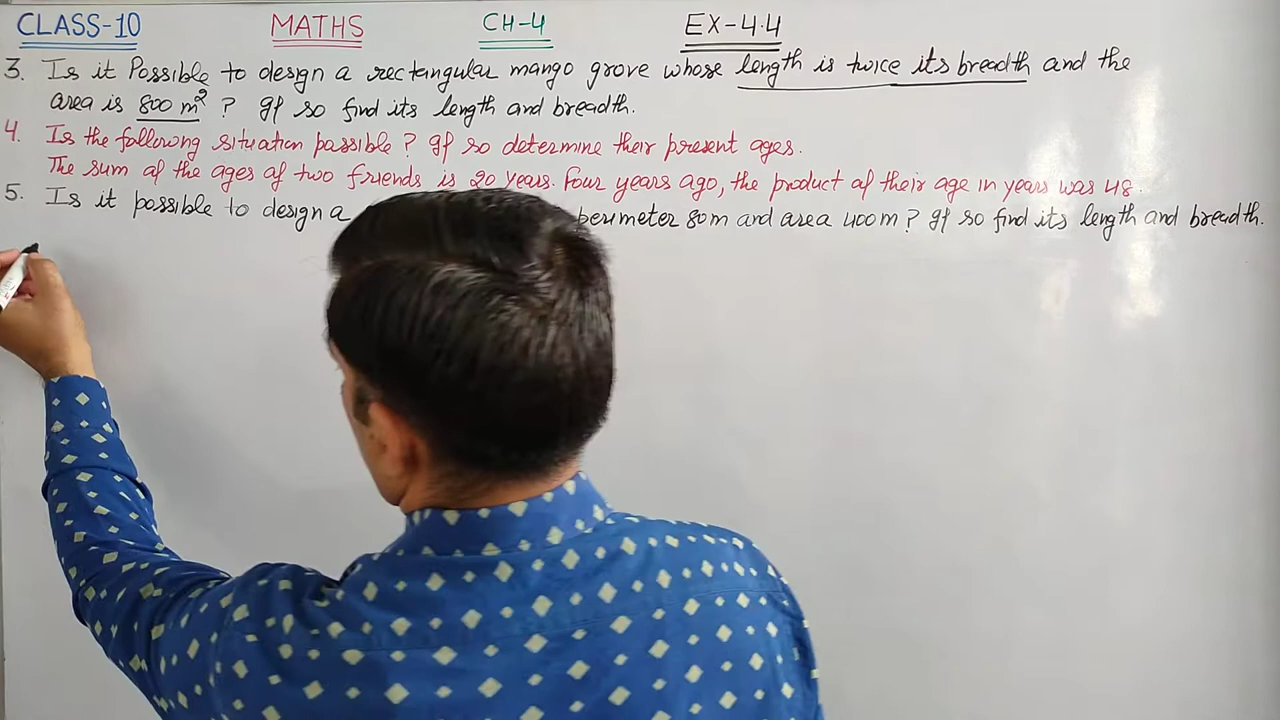 CLASS-10 MATHS CH-4 EX-4.4
3. Is it Possible to design a rectangular mango grove whose length is twice its breadth and the
area is 800 m² ? If so find its length and breadth.
4. Is the following situation possible ? If so determine their present ages.
The sum of the ages of two friends is 20 years. Four years ago, the product of their age in years was 48.
5. Is it possible to design a perimeter 80m and area 400m ? If so find its length and breadth.